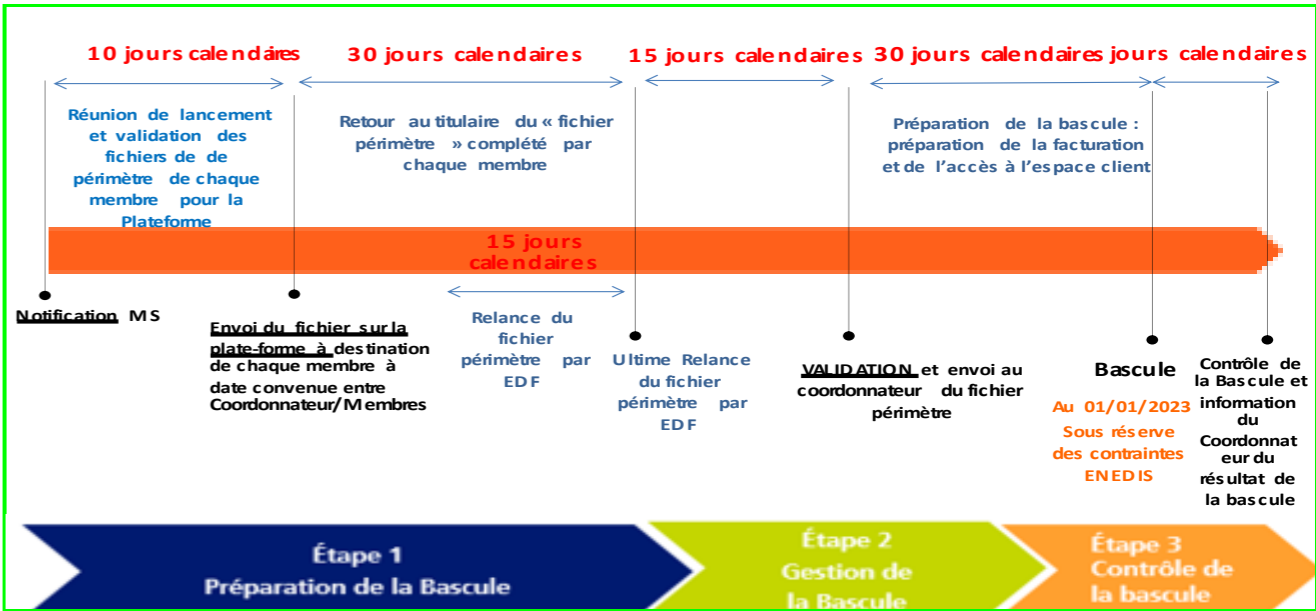 10 jours calendaires
30 jours calendaires
15 jours calendaires
30 jours calendaires jours calendaires
Réunion de lancement
et validation des
fichiers de de
périmètre de chaque
membre pour la
Plateforme
Retour au titulaire du « fichier
périmètre » complété par
chaque membre
Préparation de la bascule :
préparation de la facturation
et de l'accès à l'espace client
15 jours
calendaires
Notification MS
Envoi du fichier sur la
plate-forme à destination
de chaque membre à
date convenue entre
Coordonnateur/Membres
Relance du
fichier
périmètre par
EDF
Ultime Relance
du fichier
périmètre par
EDF
VALIDATION et envoi au
coordonnateur du fichier
périmètre
Bascule
Au 01/01/2023
Sous réserve
des contraintes
ENEDIS
Contrôle de
la Bascule et
information
du
Coordonnat
eur du
résultat de
la bascule
Étape 1
Préparation de la Bascule
Étape 2
Gestion de
la Bascule
Étape 3
Contrôle de
la bascule